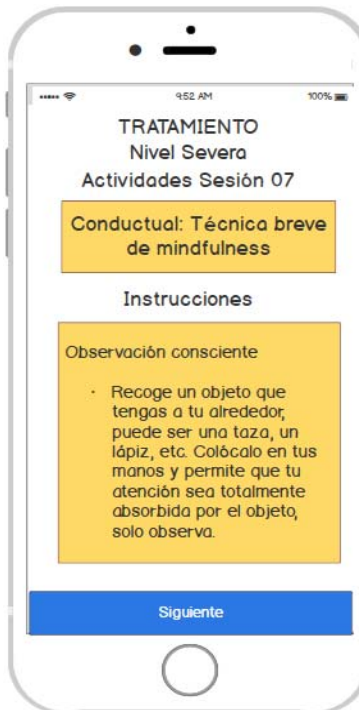 9:52 AM
100%
TRATAMIENTO
Nivel Severa
Actividades Sesión 07
Conductual: Técnica breve
de mindfulness
Instrucciones
Observación consciente
· Recoge un objeto que
tengas a tu alrededor,
puede ser una taza, un
lápiz, etc. Colócalo en tus
manos y permite que tu
atención sea totalmente
absorbida por el objeto,
solo observa.
Siguiente